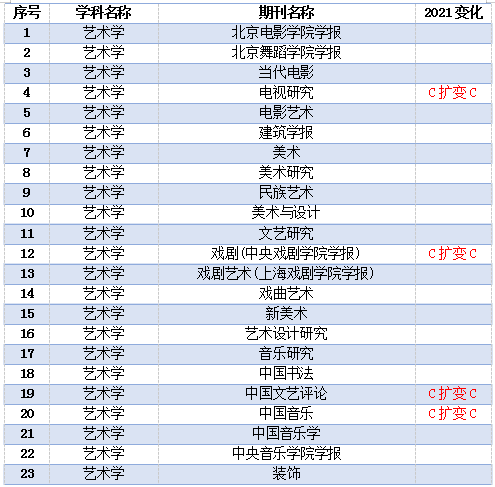 序号 学科名称 期刊名称 2021变化
1 艺术学 北京电影学院学报
2 艺术学 北京舞蹈学院学报
3 艺术学 当代电影
4 艺术学 电视研究 C扩变C
5 艺术学 电影艺术
6 艺术学 建筑学报
7 艺术学 美术
8 艺术学 美术研究
9 艺术学 民族艺术
10 艺术学 美术与设计
11 艺术学 文艺研究
12 艺术学 戏剧(中央戏剧学院学报) C扩变C
13 艺术学 戏剧艺术(上海戏剧学院学报)
14 艺术学 戏曲艺术
15 艺术学 新美术
16 艺术学 艺术设计研究
17 艺术学 音乐研究
18 艺术学 中国书法
19 艺术学 中国文艺评论 C扩变C
20 艺术学 中国音乐 C扩变C
21 艺术学 中国音乐学
22 艺术学 中央音乐学院学报
23 艺术学 装饰